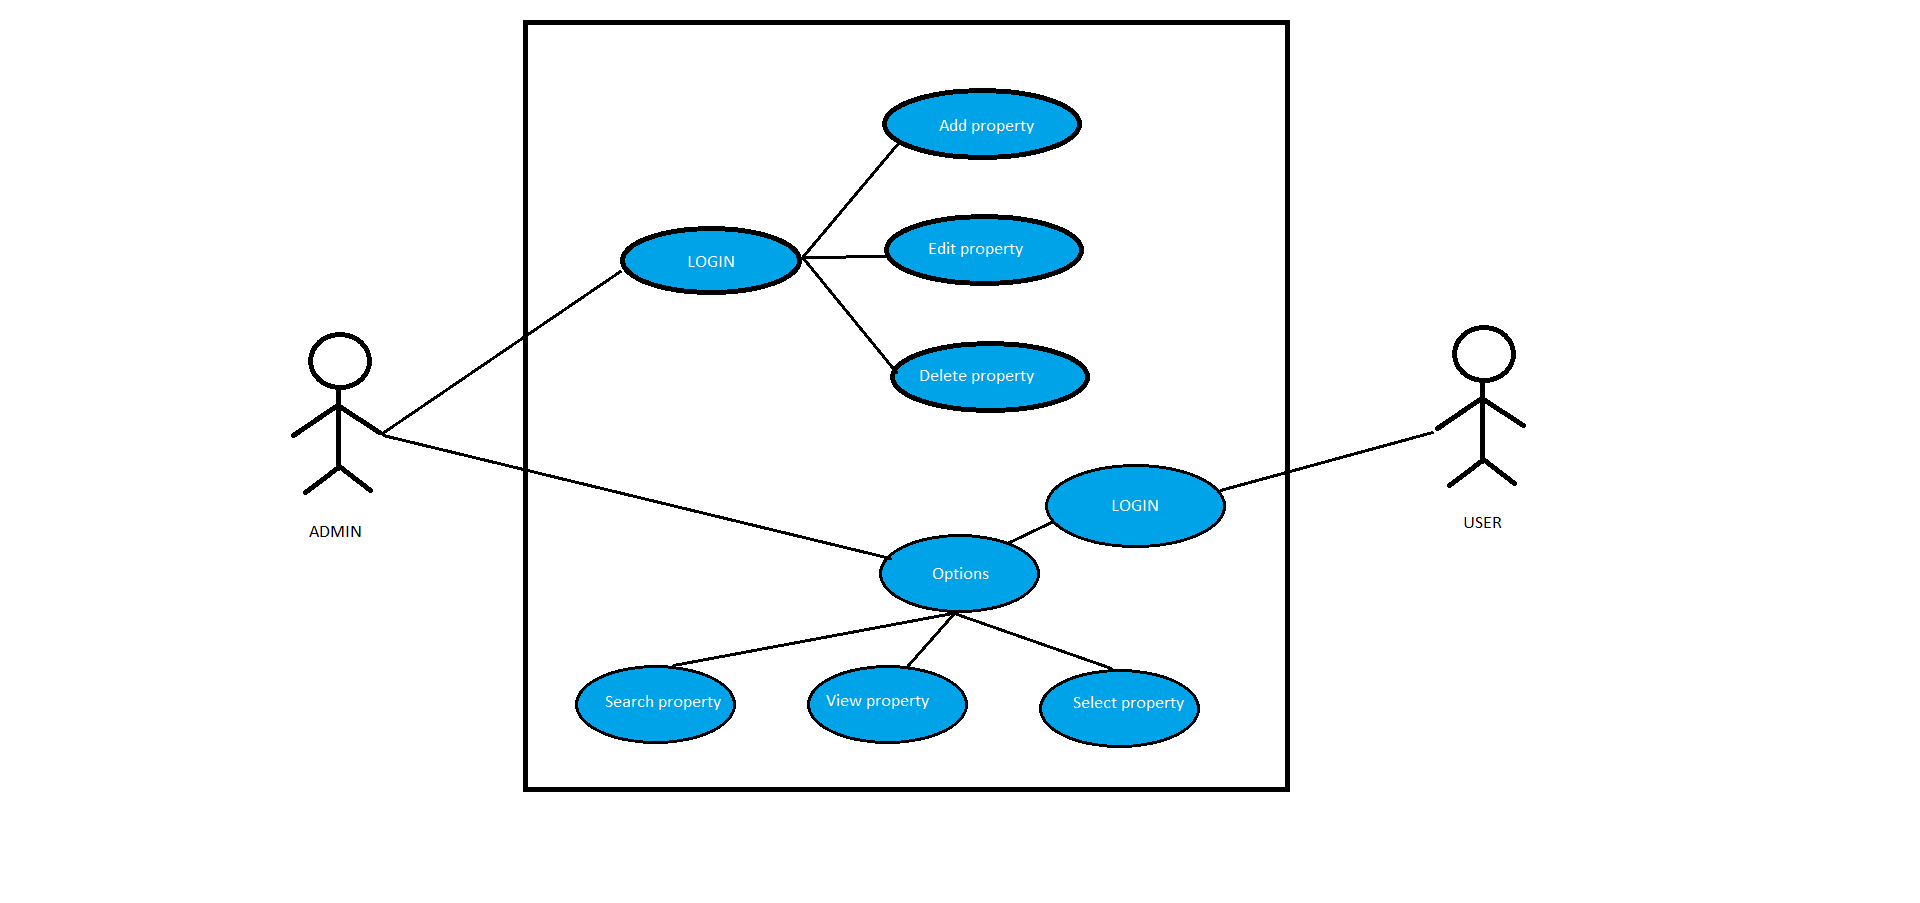 Add property
Edit property
LOGIN
Delete property
LOGIN
USER
ADMIN
Options
Search property
View property
Select property